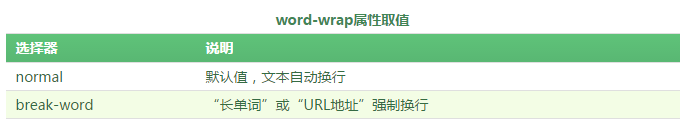 word-wrap属性取值
选择器 说明
normal 默认值，文本自动换行
break-word “长单词”或“URL地址”强制换行